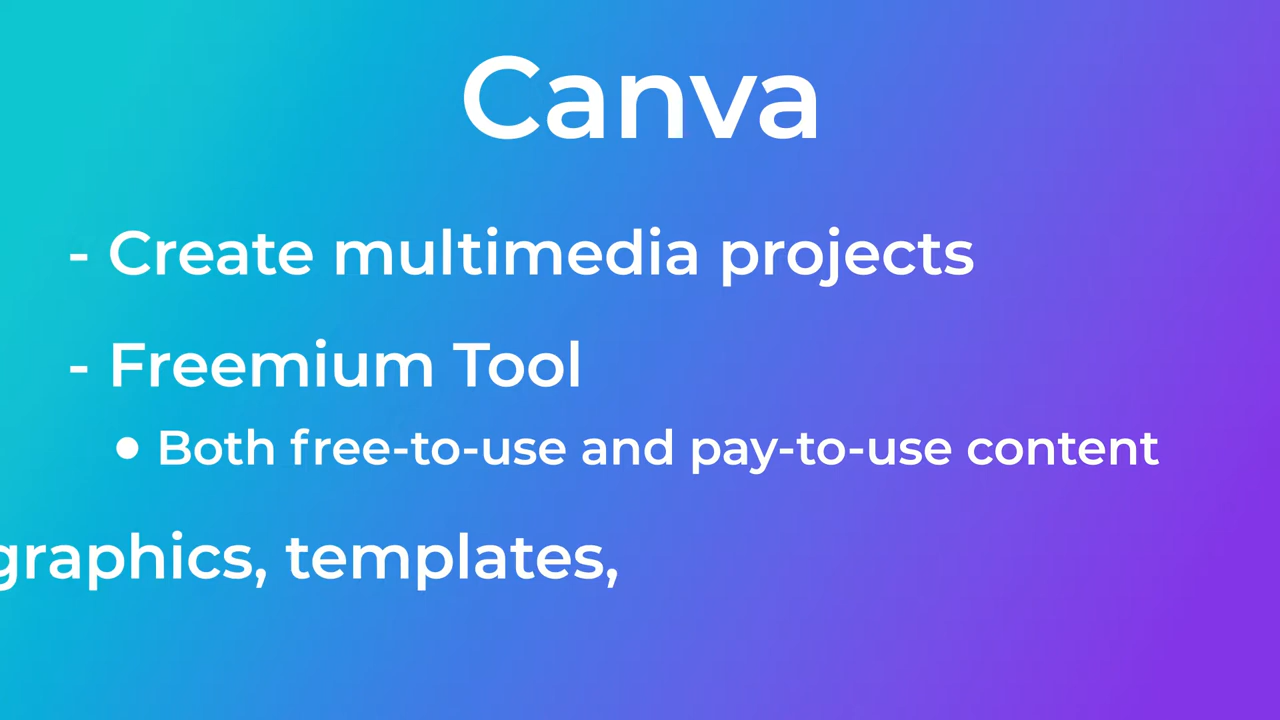 Canva
- Create multimedia projects
- Freemium Tool
• Both free-to-use and pay-to-use content
graphics, templates,